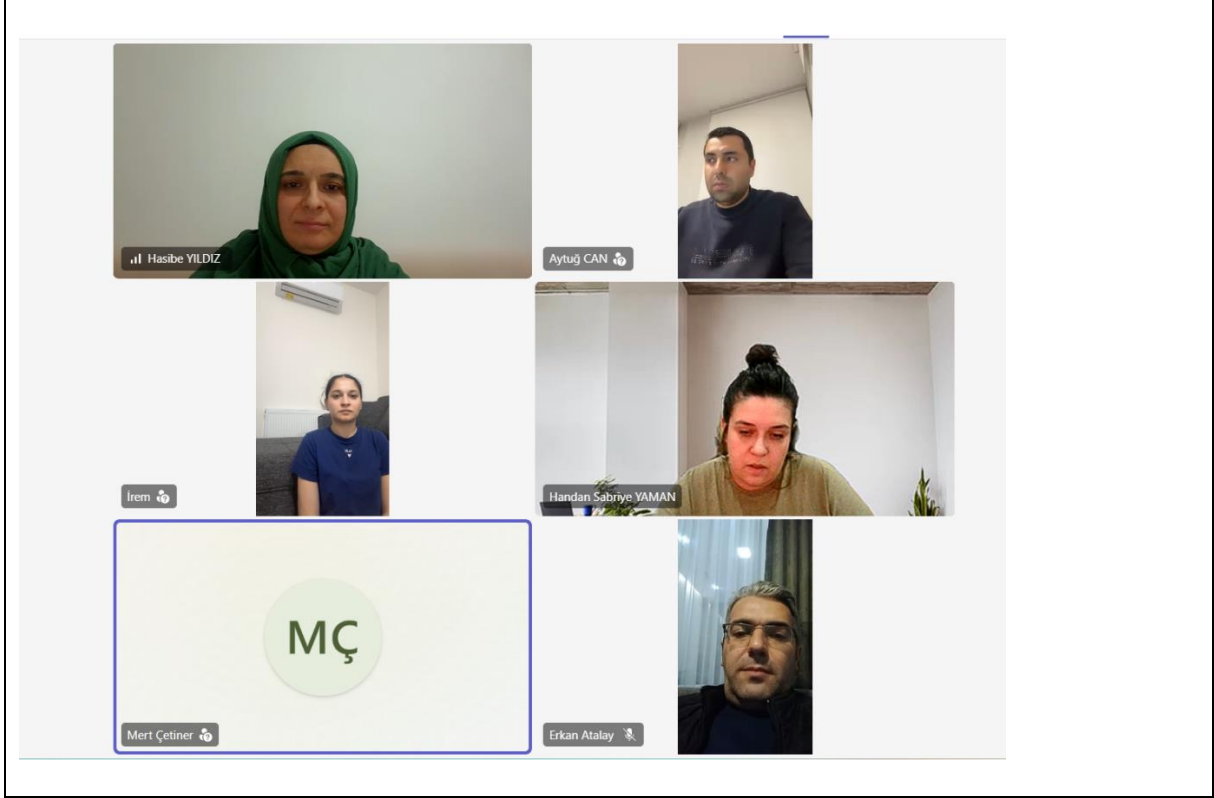 Hasibe YILDIZ
Aytuğ CAN
İrem
Handan Sabriye YAMAN
MÇ
Mert Çetiner
Erkan Atalay